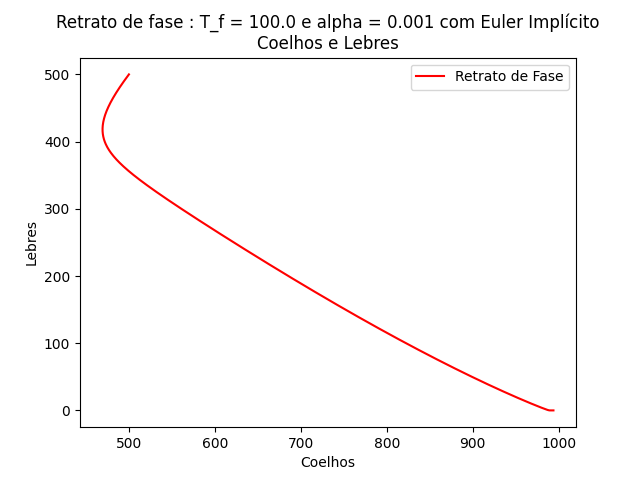 Retrato de fase : T_f = 100.0 e alpha = 0.001 com Euler Implícito
Coelhos e Lebres
Retrato de Fase
500
400
300
200
100
0
Lebres
500 600 700 800 900 1000
Coelhos